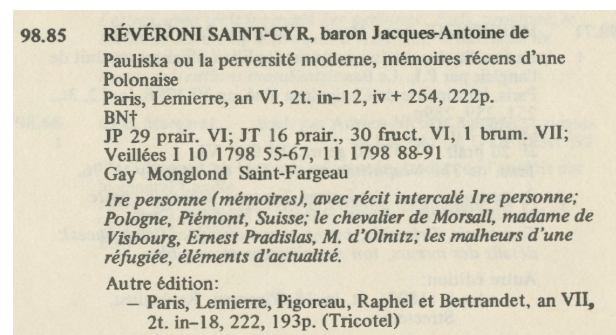 98.85 RÉVÉRONI SAINT-CYR, baron Jacques-Antoine de
Pauliska ou la perversité moderne, mémoires récens d'une
Polonaise
Paris, Lemierre, an VI, 2t. in-12, iv + 254, 222p.
BN†
JP 29 prair. VI; JT 16 prair., 30 fruct. VI, 1 brum. VII;
Veillées I 10 1798 55-67, 11 1798 88-91
Gay Monglond Saint-Fargeau
1re personne (mémoires), avec récit intercalé 1re personne;
Pologne, Piémont, Suisse; le chevalier de Morsall, madame de
Visbourg, Ernest Pradislas, M. d'Olnitz; les malheurs d'une
réfugiée, éléments d'actualité.
Autre édition:
— Paris, Lemierre, Pigoreau, Raphel et Bertrandet, an VII,
2t. in-18, 222, 193p. (Tricotel)